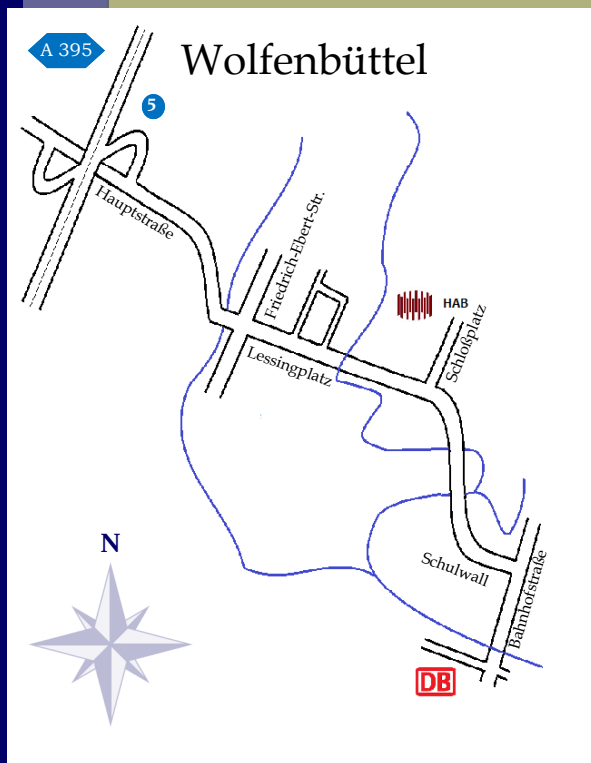 A 395
Wolfenbüttel
5
Hauptstraße
Friedrich-Ebert-Str.
HAB
Schloßplatz
Lessingplatz
N
Schulwall
Bahnhofstraße
DB